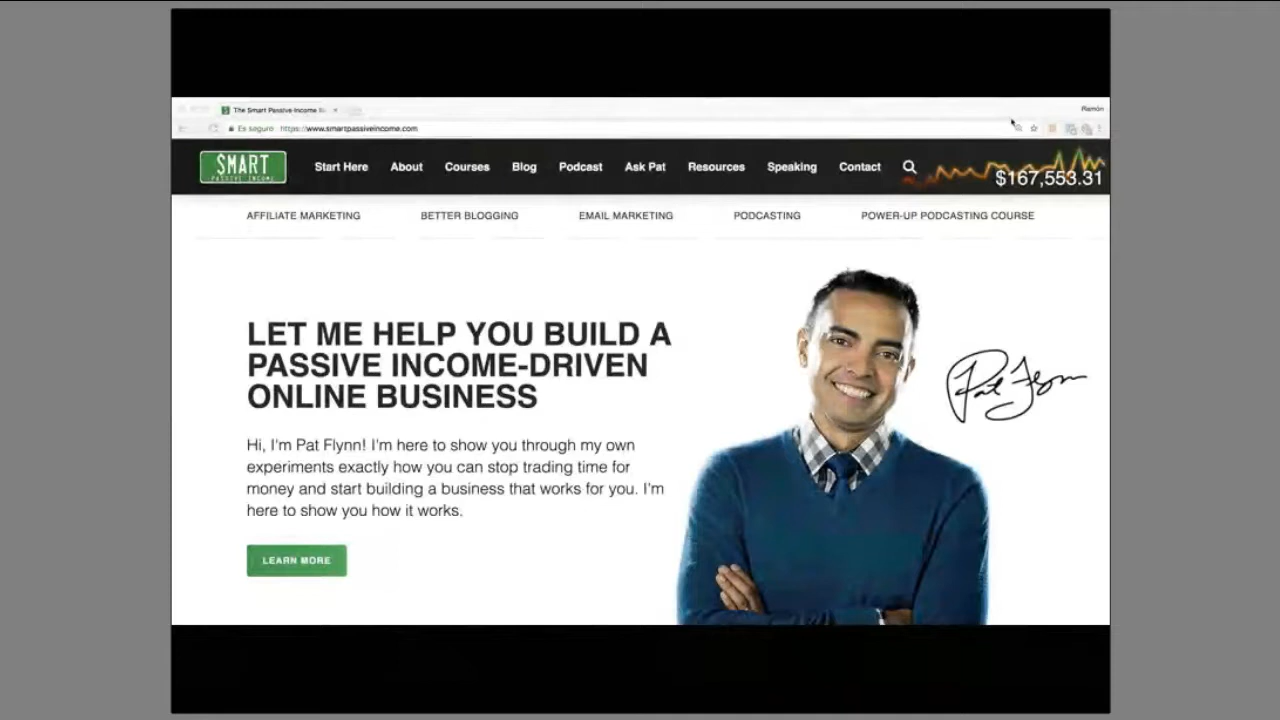 The Smart Passive Income
Ramón
Es seguro https://www.smartpassiveincome.com
SMART
PASSIVE INCOME
Start Here About Courses Blog Podcast Ask Pat Resources Speaking Contact
$167,553.31
AFFILIATE MARKETING BETTER BLOGGING EMAIL MARKETING PODCASTING POWER-UP PODCASTING COURSE
LET ME HELP YOU BUILD A
PASSIVE INCOME-DRIVEN
ONLINE BUSINESS
Pat Flynn
Hi, I'm Pat Flynn! I'm here to show you through my own
experiments exactly how you can stop trading time for
money and start building a business that works for you. I'm
here to show you how it works.
LEARN MORE